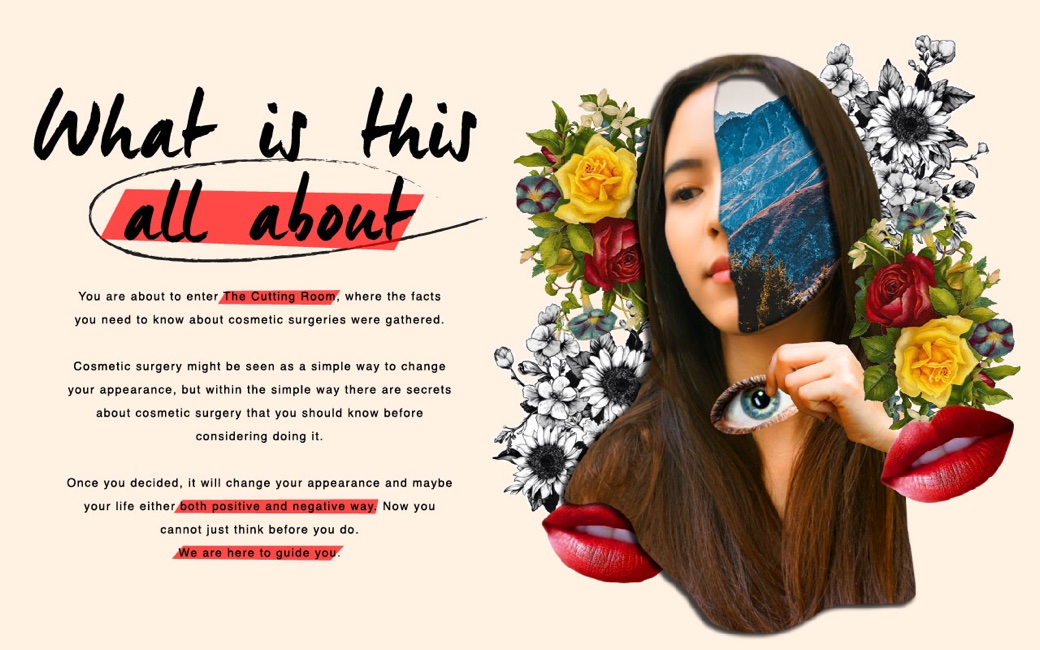 What is this
all about
You are about to enter The Cutting Room, where the facts
you need to know about cosmetic surgeries were gathered.
Cosmetic surgery might be seen as a simple way to change
your appearance, but within the simple way there are secrets
about cosmetic surgery that you should know before
considering doing it.
Once you decided, it will change your appearance and maybe
your life either both positive and negative way. Now you
cannot just think before you do.
We are here to guide you.